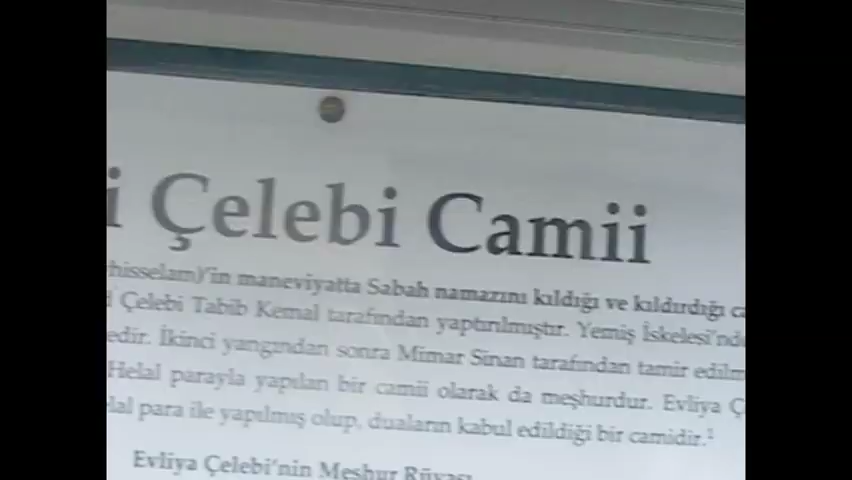 i Çelebi Camii
hisselam)'in maneviyatta Sabah namazını kıldığı ve kıldırdığı
Çelebi Tabib Kemal tarafından yaptırılmıştır. Yemiş İskelesi'nde
edir. İkinci yangından sonra Mimar Sinan tarafından tamir edilm
Helal parayla yapılan bir camii olarak da meşhurdur. Evliya Ç
lal para ile yapılmış olup, duaların kabul edildiği bir camidir.¹
Evliya Çelebi'nin Meşhur Rüyası